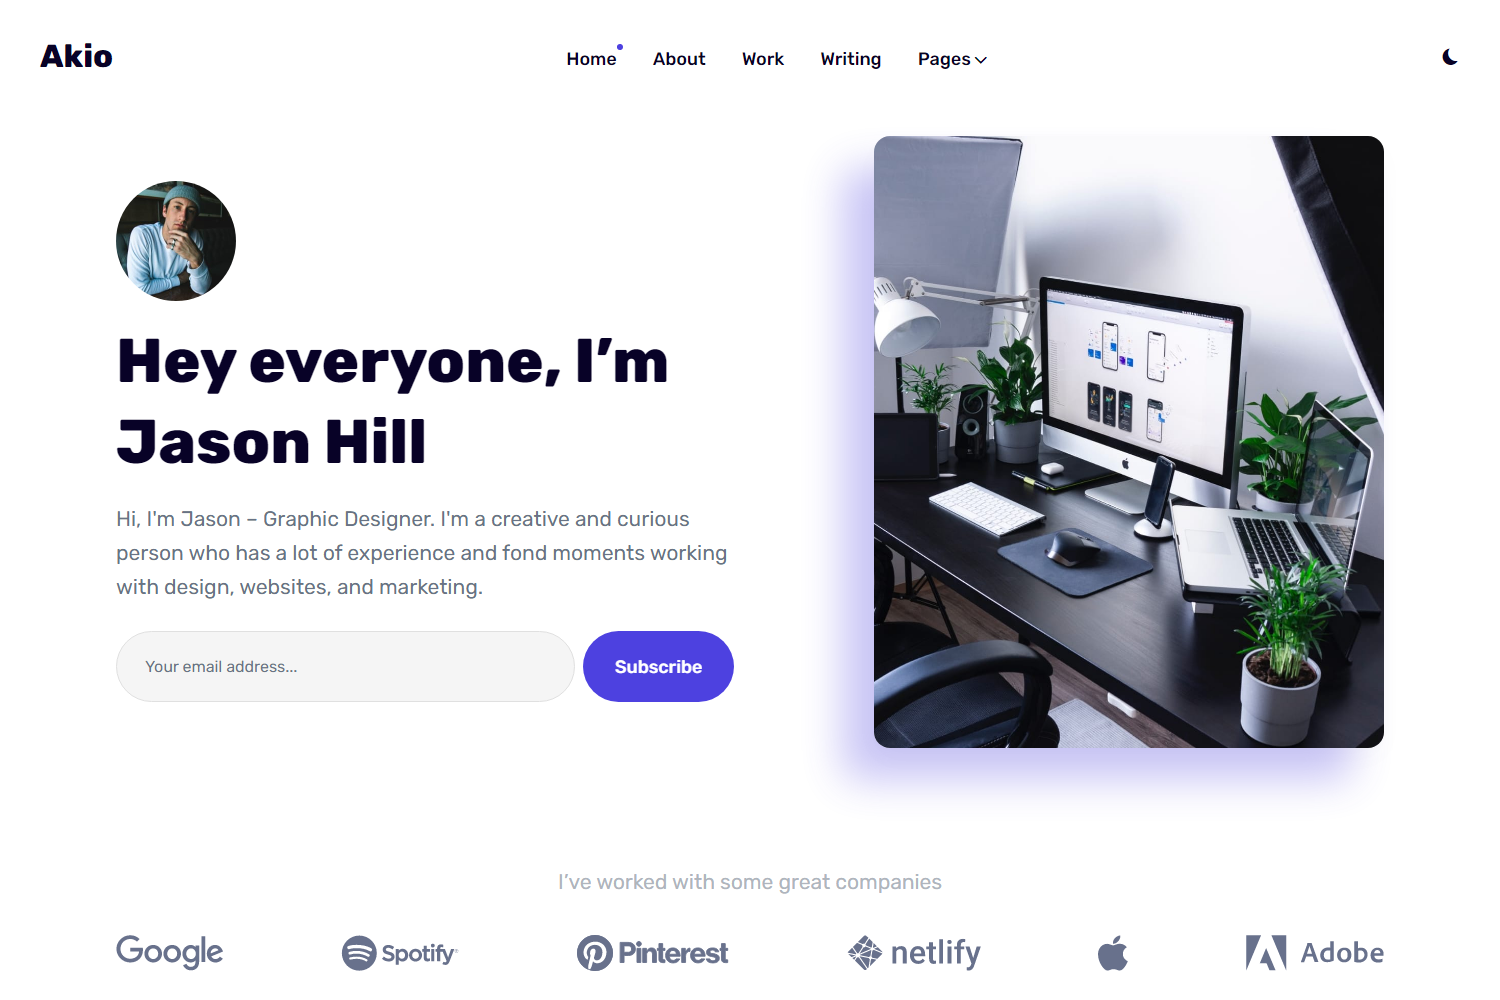 Akio
Home
About
Work
Writing
Pages
Hey everyone, I’m
Jason Hill
Hi, I'm Jason – Graphic Designer. I'm a creative and curious
person who has a lot of experience and fond moments working
with design, websites, and marketing.
Your email address...
Subscribe
I’ve worked with some great companies
Google
Spotify
Pinterest
netlify
Adobe